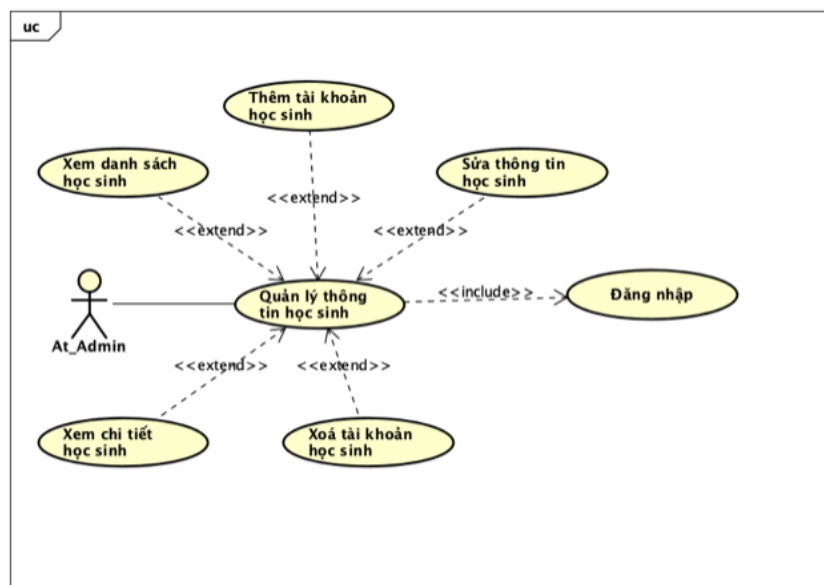 uc
Thêm tài khoản
học sinh
Xem danh sách
học sinh
Sửa thông tin
học sinh
<<extend>>
<<extend>>
<<extend>>
Quản lý thông
tin học sinh
<<include>>
Đăng nhập
At_Admin
<<extend>>
<<extend>>
Xem chi tiết
học sinh
Xoá tài khoản
học sinh